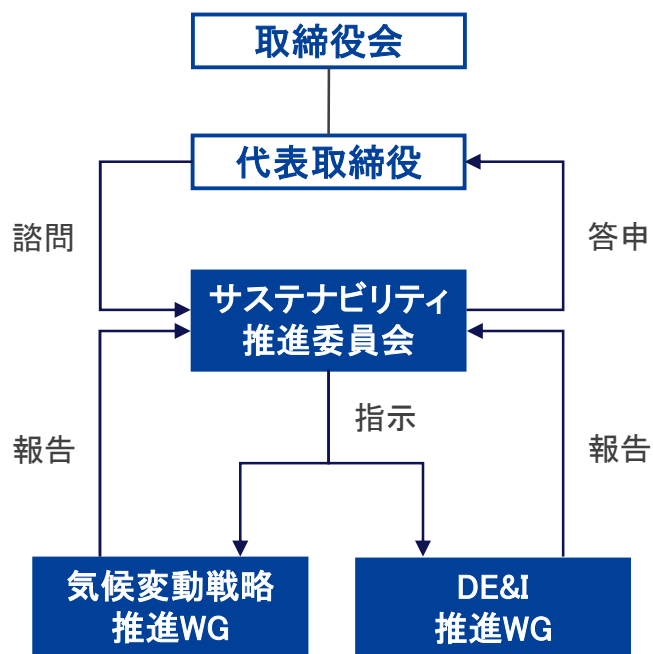 取締役会
代表取締役
諮問
答申
サステナビリティ
推進委員会
指示
報告
報告
気候変動戦略
推進WG
DE&I
推進WG